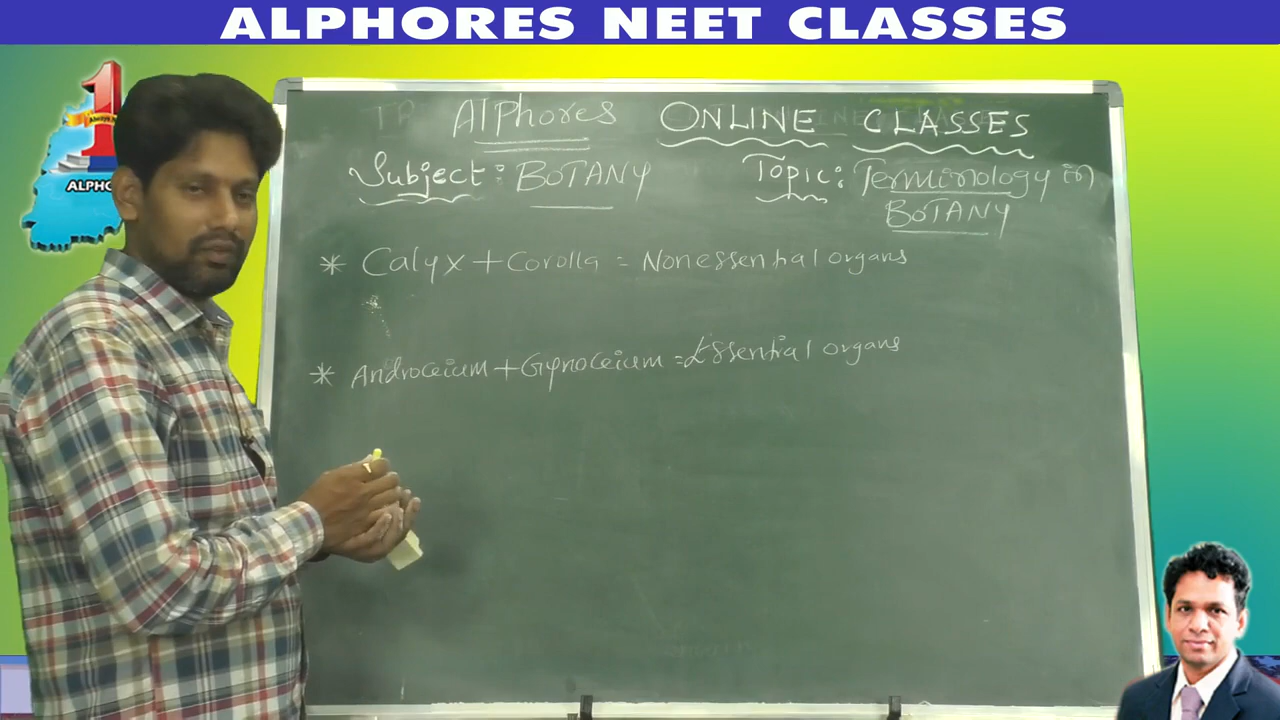 ALPHORES NEET CLASSES
1
ALPHO
Alphores ONLINE CLASSES
Subject: BOTANY Topic: Terminology in
BOTANY
* Calyx + Corolla = Nonessential organs
* Androceium + Gynoceium = Essential organs